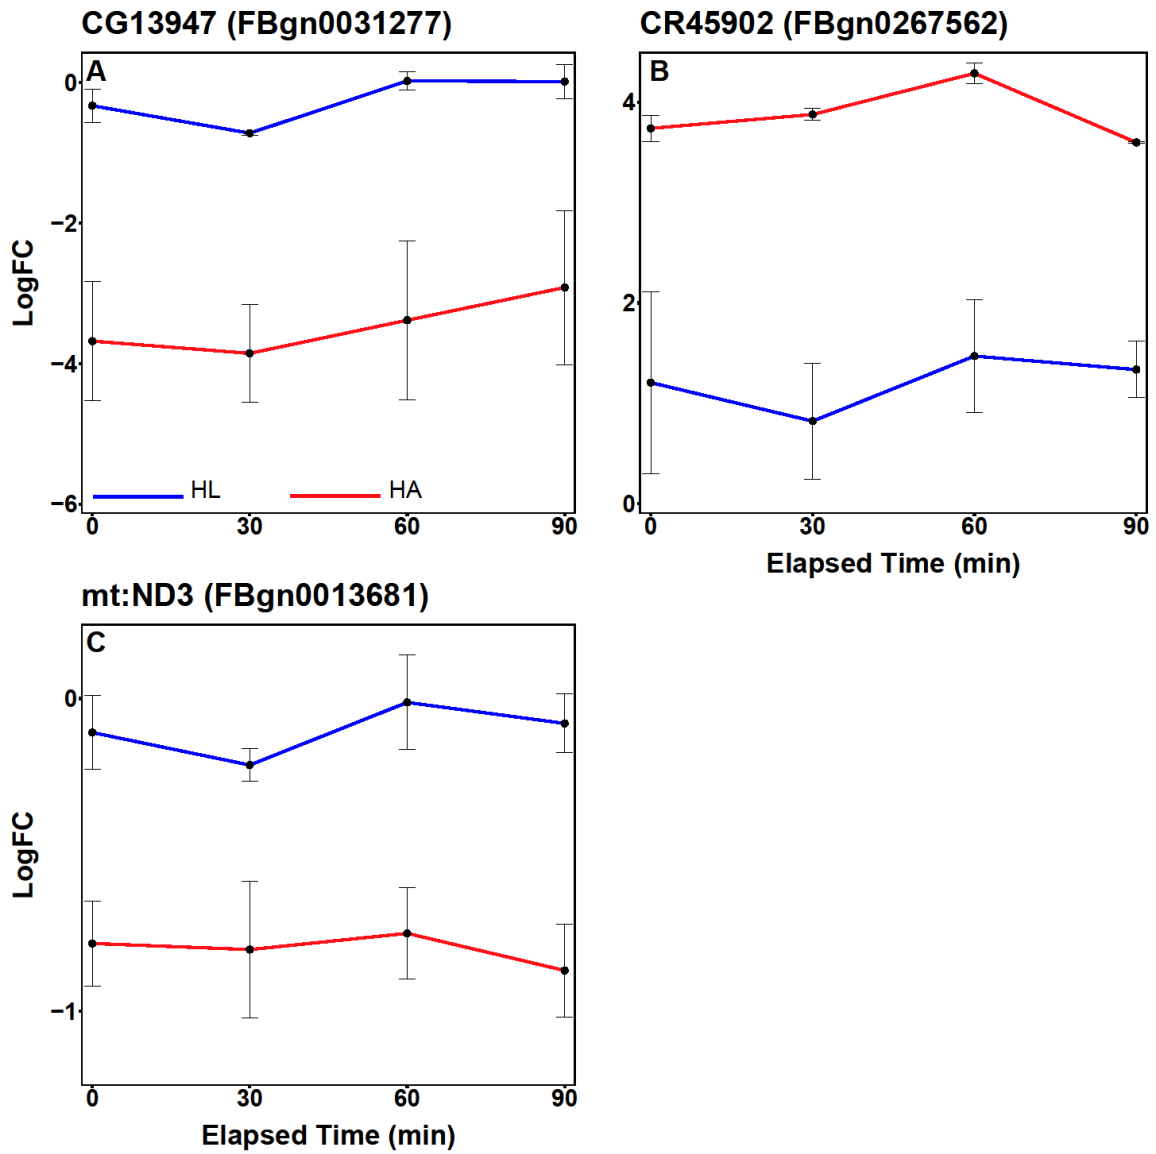 CG13947 (FBgn0031277)
A
0
−2
−4
−6
LogFC
HL
HA
0 30 60 90
CR45902 (FBgn0267562)
B
4
2
0
0 30 60 90
Elapsed Time (min)
mt:ND3 (FBgn0013681)
C
0
−1
LogFC
0 30 60 90
Elapsed Time (min)